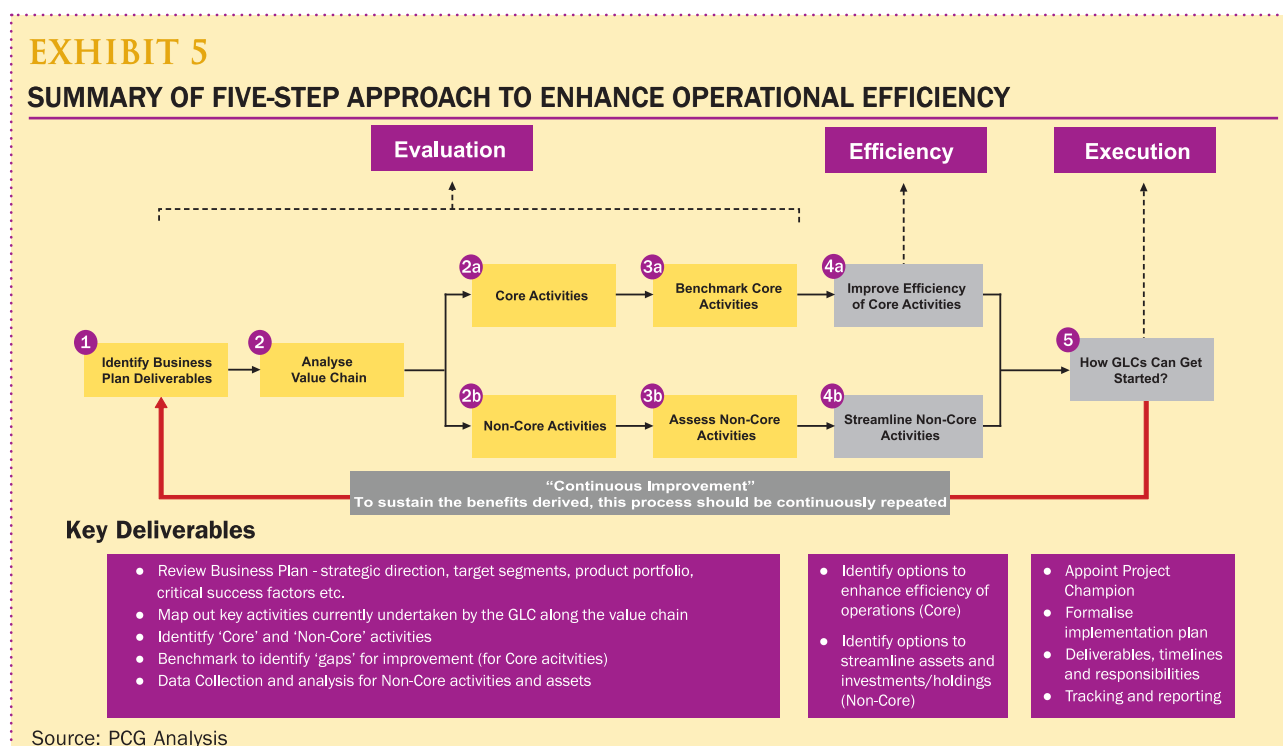 EXHIBIT 5
SUMMARY OF FIVE-STEP APPROACH TO ENHANCE OPERATIONAL EFFICIENCY
Evaluation
Efficiency
Execution
1
Identify Business
Plan Deliverables
2
Analyse
Value Chain
2a
Core Activities
3a
Benchmark Core
Activities
4a
Improve Efficiency
of Core Activities
2b
Non-Core Activities
3b
Assess Non-Core
Activities
4b
Streamline Non-Core
Activities
5
How GLCs Can Get
Started?
“Continuous Improvement”
To sustain the benefits derived, this process should be continuously repeated
Key Deliverables
● Review Business Plan - strategic direction, target segments, product portfolio,
critical success factors etc.
● Map out key activities currently undertaken by the GLC along the value chain
● Identitfy ‘Core’ and ‘Non-Core’ activities
● Benchmark to identify ‘gaps’ for improvement (for Core acitvities)
● Data Collection and analysis for Non-Core activities and assets
● Identify options to
enhance efficiency of
operations (Core)
● Identify options to
streamline assets and
investments/holdings
(Non-Core)
● Appoint Project
Champion
● Formalise
implementation plan
● Deliverables, timelines
and responsibilities
● Tracking and reporting
Source: PCG Analysis